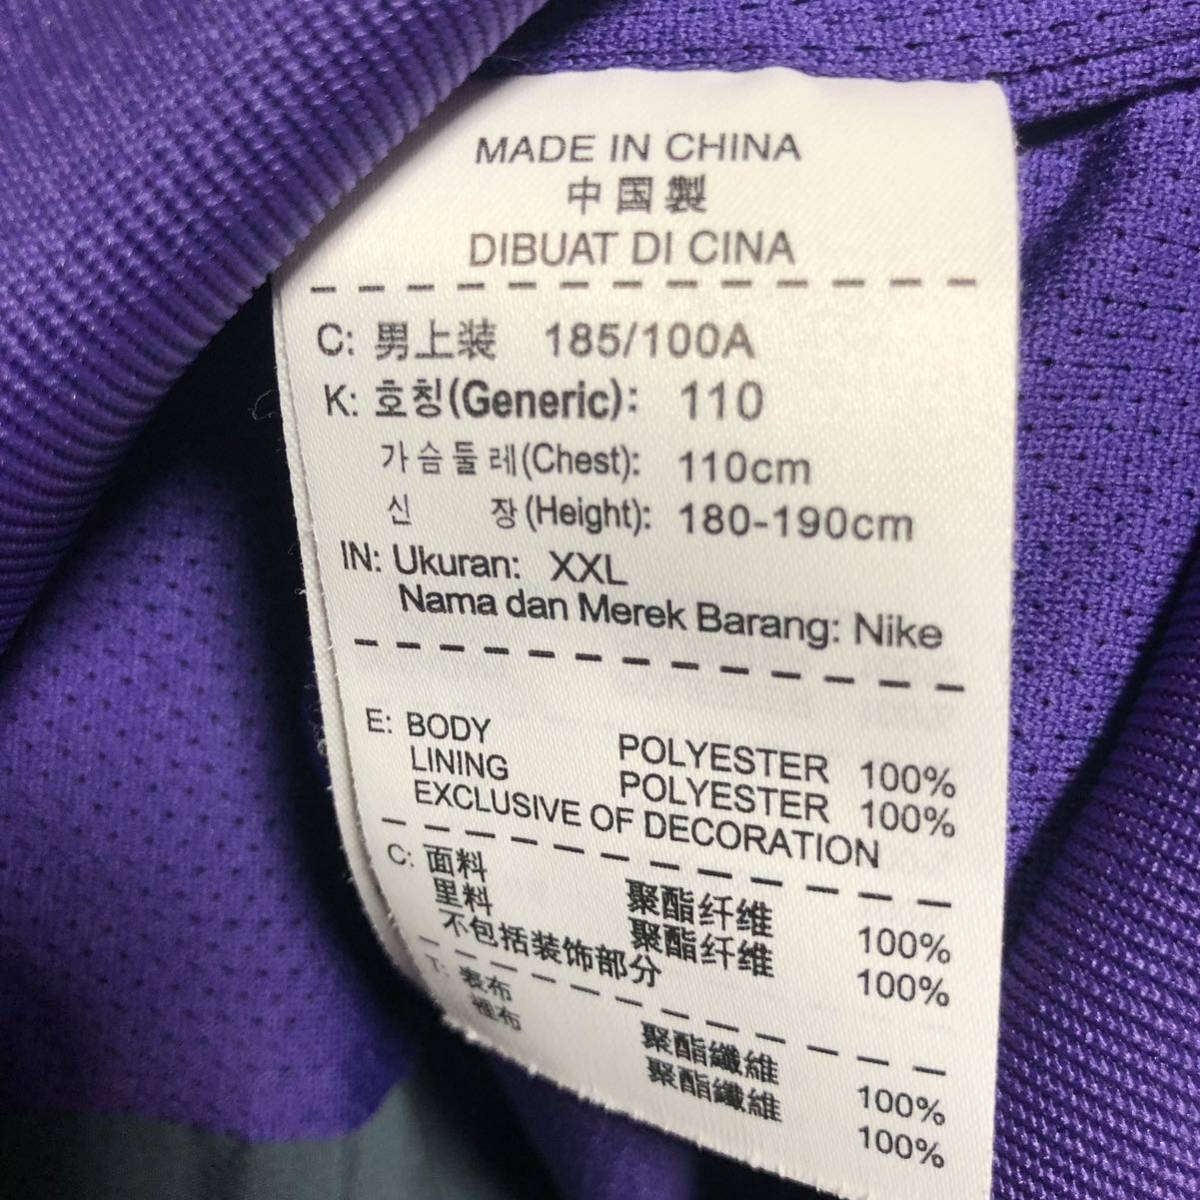 MADE IN CHINA
中国製
DIBUAT DI CINA
C: 男上装 185/100A
K: 호칭(Generic): 110
가슴둘레(Chest): 110cm
신 장(Height): 180-190cm
IN: Ukuran: XXL
Nama dan Merek Barang: Nike
E: BODY POLYESTER 100%
LINING POLYESTER 100%
EXCLUSIVE OF DECORATION
C: 面料 聚酯纤维 100%
里料 聚酯纤维 100%
不包括装饰部分
T: 表布 聚酯纖維 100%
裡布 聚酯纖維 100%